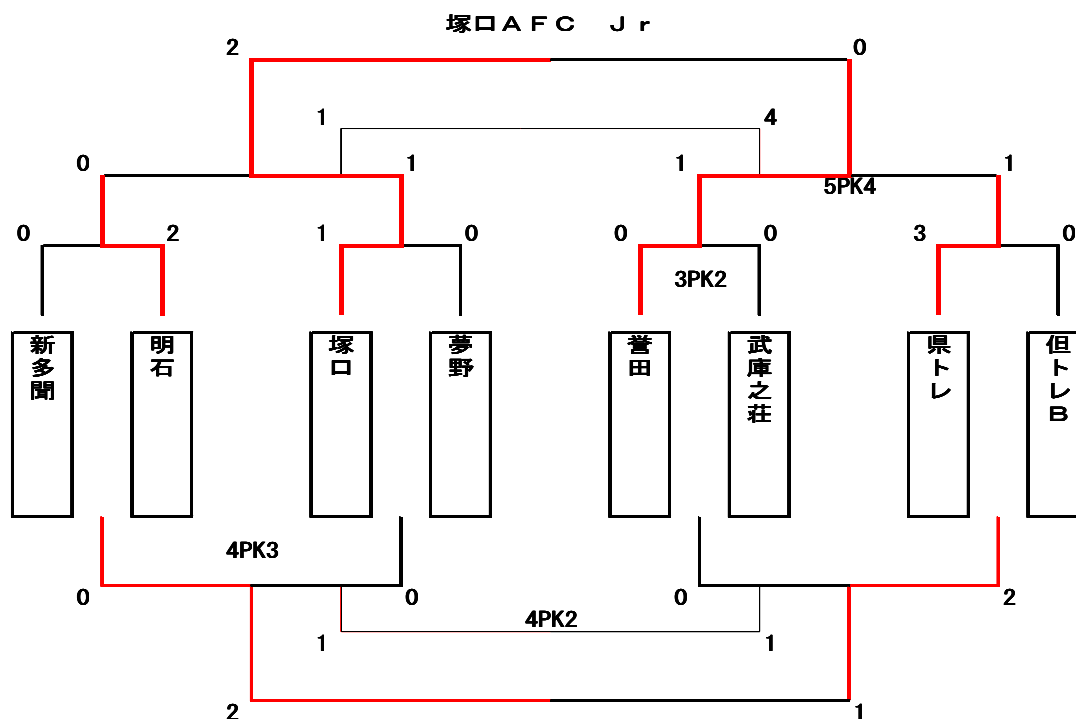 塚口ＡＦＣ　Ｊｒ
2 0
1 4
0 1 1 1
5PK4
0 2 1 0 0 0 3 0
3PK2
新多聞
明石
塚口
夢野
誉田
武庫之荘
県トレ
但トレB
4PK3
0 0 0 2
4PK2
1 1
2 1